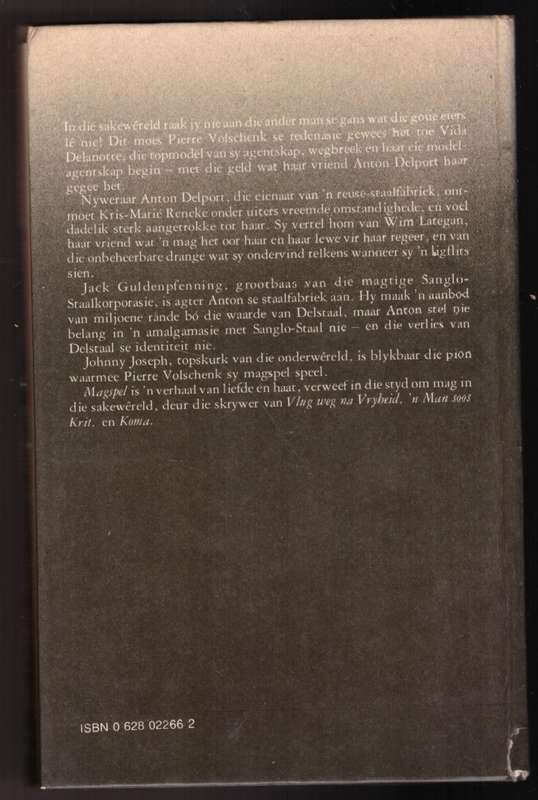 In die sakewêreld raak jy nie aan die ander man se gans wat die goue eiers
lê nie! Dit moes Pierre Volschenk se redenasie gewees het toe Vida
Delanotte, die topmodel van sy agentskap, wegbreek en haar eie model-
agentskap begin – met die geld wat haar vriend Anton Delport haar
gegee het.
Nyweraar Anton Delport, die eienaar van 'n reuse-staalfabriek, ont-
moet Kris-Marie Reneke onder uiters vreemde omstandighede, en voel
dadelik sterk aangetrokke tot haar. Sy vertel hom van Wim Lategan,
haar vriend wat 'n mag het oor haar en haar lewe vir haar regeer, en van
die onbeheerbare drange wat sy ondervind telkens wanneer sy 'n ligflits
sien.
Jack Guldenpfenning, grootbaas van die magtige Sanglo-
Staalkorporasie, is agter Anton se staalfabriek aan. Hy maak 'n aanbod
van miljoene rande bó die waarde van Delstaal, maar Anton stel nie
belang in 'n amalgamasie met Sanglo-Staal nie – en die verlies van
Delstaal se identiteit nie.
Johnny Joseph, topskurk van die onderwêreld, is blykbaar die pion
waarmee Pierre Volschenk sy magspel speel.
Magspel is 'n verhaal van liefde en haat, verweef in die styd om mag in
die sakewêreld, deur die skrywer van Vlug weg na Vryheid, 'n Man soos
Krit, en Koma.
ISBN 0 628 02266 2